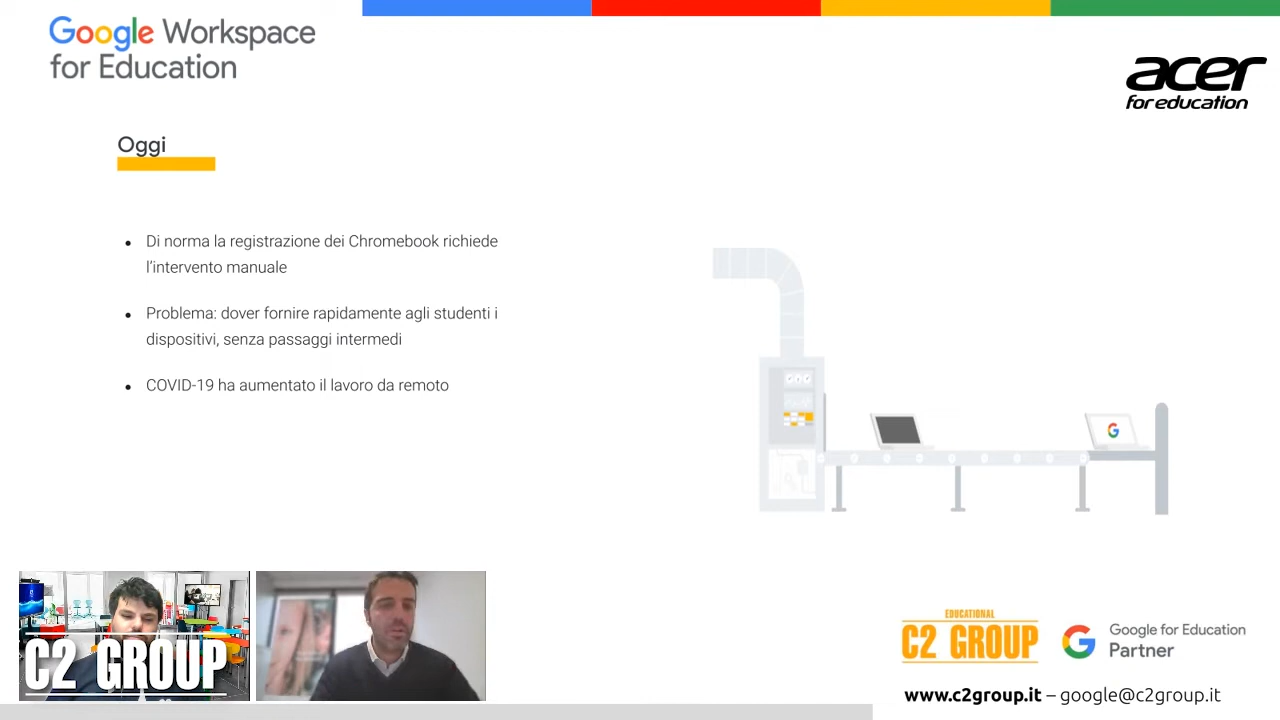 Google Workspace
for Education
acer
for education
Oggi
Di norma la registrazione dei Chromebook richiede
l'intervento manuale
Problema: dover fornire rapidamente agli studenti i
dispositivi, senza passaggi intermedi
COVID-19 ha aumentato il lavoro da remoto
G
C2 GROUP
EDUCATIONAL
C2 GROUP
Google for Education
Partner
www.c2group.it – google@c2group.it